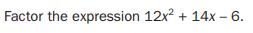 Factor the expression 12x² + 14x – 6.